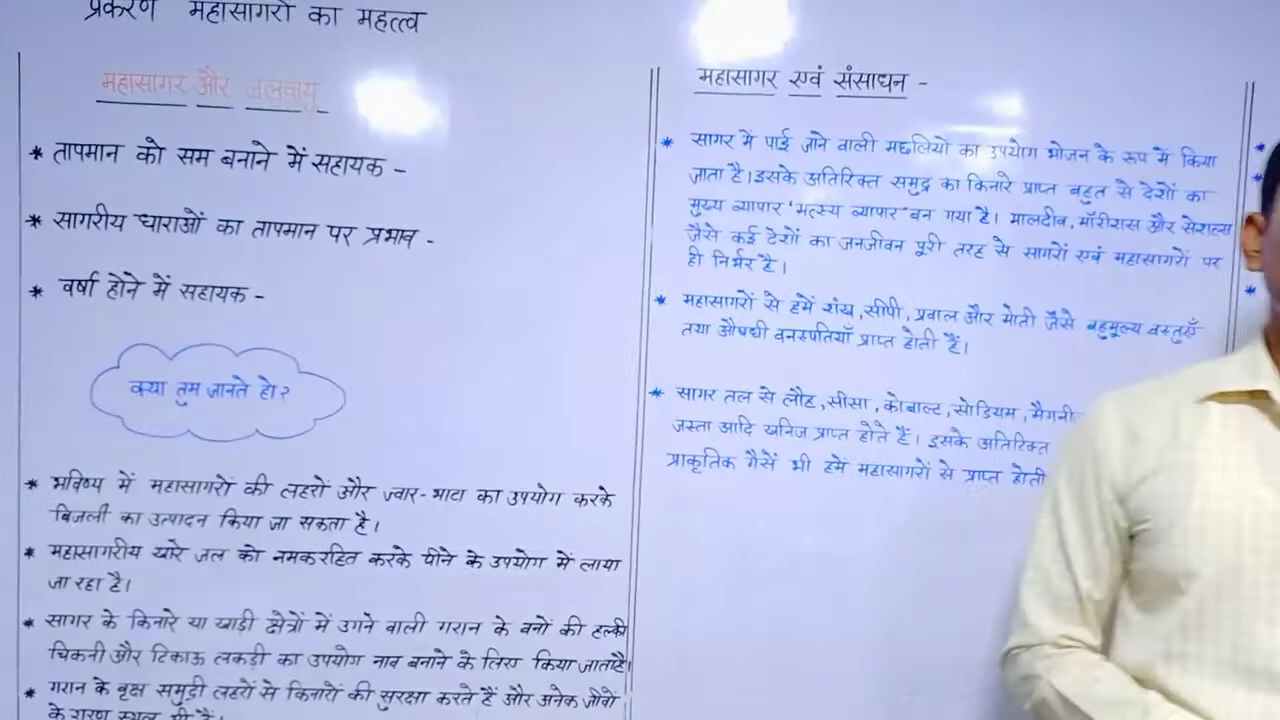 प्रकरण महासागरों का महत्त्व
महासागर और जलवायु
* तापमान को सम बनाने में सहायक -
* सागरीय धाराओं का तापमान पर प्रभाव -
* वर्षा होने में सहायक -
क्या तुम जानते हो?
* भविष्य में महासागरों की लहरों और ज्वार-भाटा का उपयोग करके
बिजली का उत्पादन किया जा सकता है।
* महासागरीय खारे जल को नमकरहित करके पीने के उपयोग में लाया
जा रहा है।
* सागर के किनारे या खाड़ी क्षेत्रों में उगने वाली गरान के वनों की हल्की
चिकनी और टिकाऊ लकड़ी का उपयोग नाव बनाने के लिए किया जाता है।
* गरान के वृक्ष समुद्री लहरों से किनारों की सुरक्षा करते हैं और अनेक जीवों
के शरण स्थल भी हैं।
महासागर एवं संसाधन -
* सागर में पाई जाने वाली मछलियों का उपयोग भोजन के रूप में किया
जाता है। इसके अतिरिक्त समुद्र का किनारे प्राप्त बहुत से देशों का
मुख्य व्यापार 'मत्स्य व्यापार' बन गया है। मालदीव, मॉरीशस और सेशल्स
जैसे कई देशों का जनजीवन पूरी तरह से सागरों एवं महासागरों पर
ही निर्भर है।
* महासागरों से हमें शंख, सीपी, प्रवाल और मोती जैसे बहुमूल्य वस्तुएँ
तथा औषधी वनस्पतियाँ प्राप्त होती हैं।
* सागर तल से लौह, सीसा, कोबाल्ट, सोडियम, मैगनी
जस्ता आदि खनिज प्राप्त होते हैं। इसके अतिरिक्त
प्राकृतिक गैसें भी हमें महासागरों से प्राप्त होती